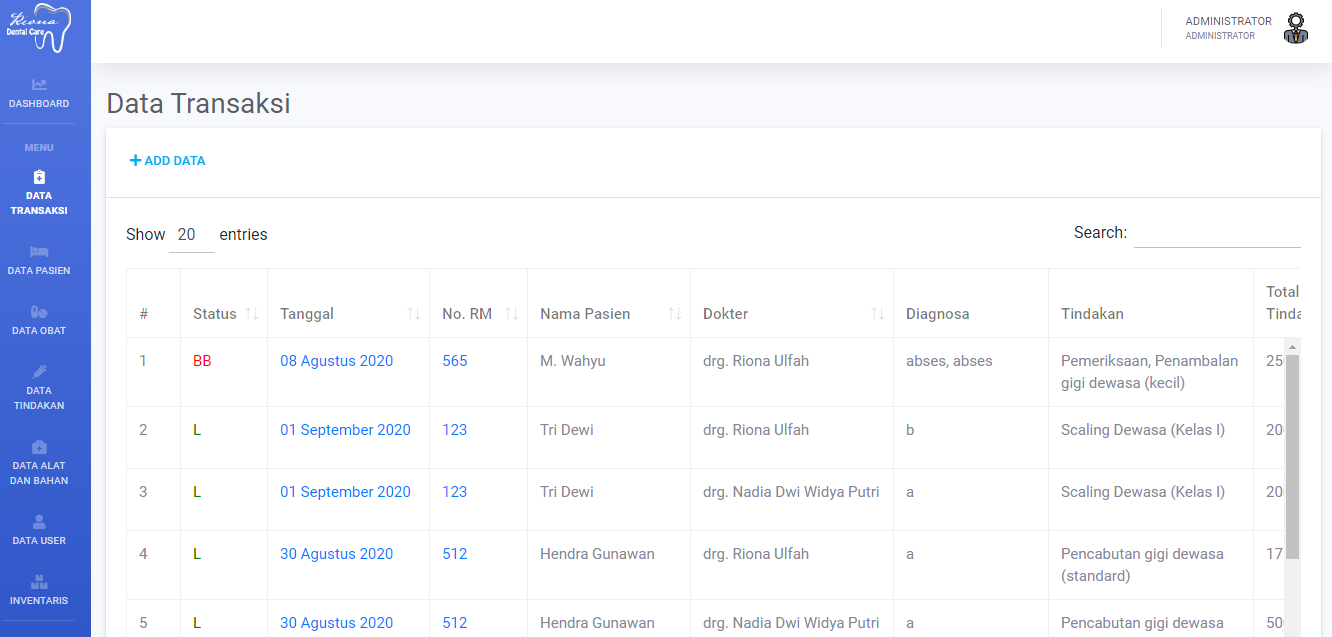 Riona
Dental Care
ADMINISTRATOR
ADMINISTRATOR
DASHBOARD
MENU
DATA
TRANSAKSI
DATA PASIEN
DATA OBAT
DATA
TINDAKAN
DATA ALAT
DAN BAHAN
DATA USER
INVENTARIS
Data Transaksi
ADD DATA
Show 20 entries
Search:
# Status Tanggal No. RM Nama Pasien Dokter Diagnosa Tindakan Total
Tinda
1 BB 08 Agustus 2020 565 M. Wahyu drg. Riona Ulfah abses, abses Pemeriksaan, Penambalan 25
gigi dewasa (kecil)
2 L 01 September 2020 123 Tri Dewi drg. Riona Ulfah b Scaling Dewasa (Kelas I) 20
3 L 01 September 2020 123 Tri Dewi drg. Nadia Dwi Widya Putri a Scaling Dewasa (Kelas I) 20
4 L 30 Agustus 2020 512 Hendra Gunawan drg. Riona Ulfah a Pencabutan gigi dewasa 17
(standard)
5 L 30 Agustus 2020 512 Hendra Gunawan drg. Nadia Dwi Widya Putri a Pencabutan gigi dewasa 50